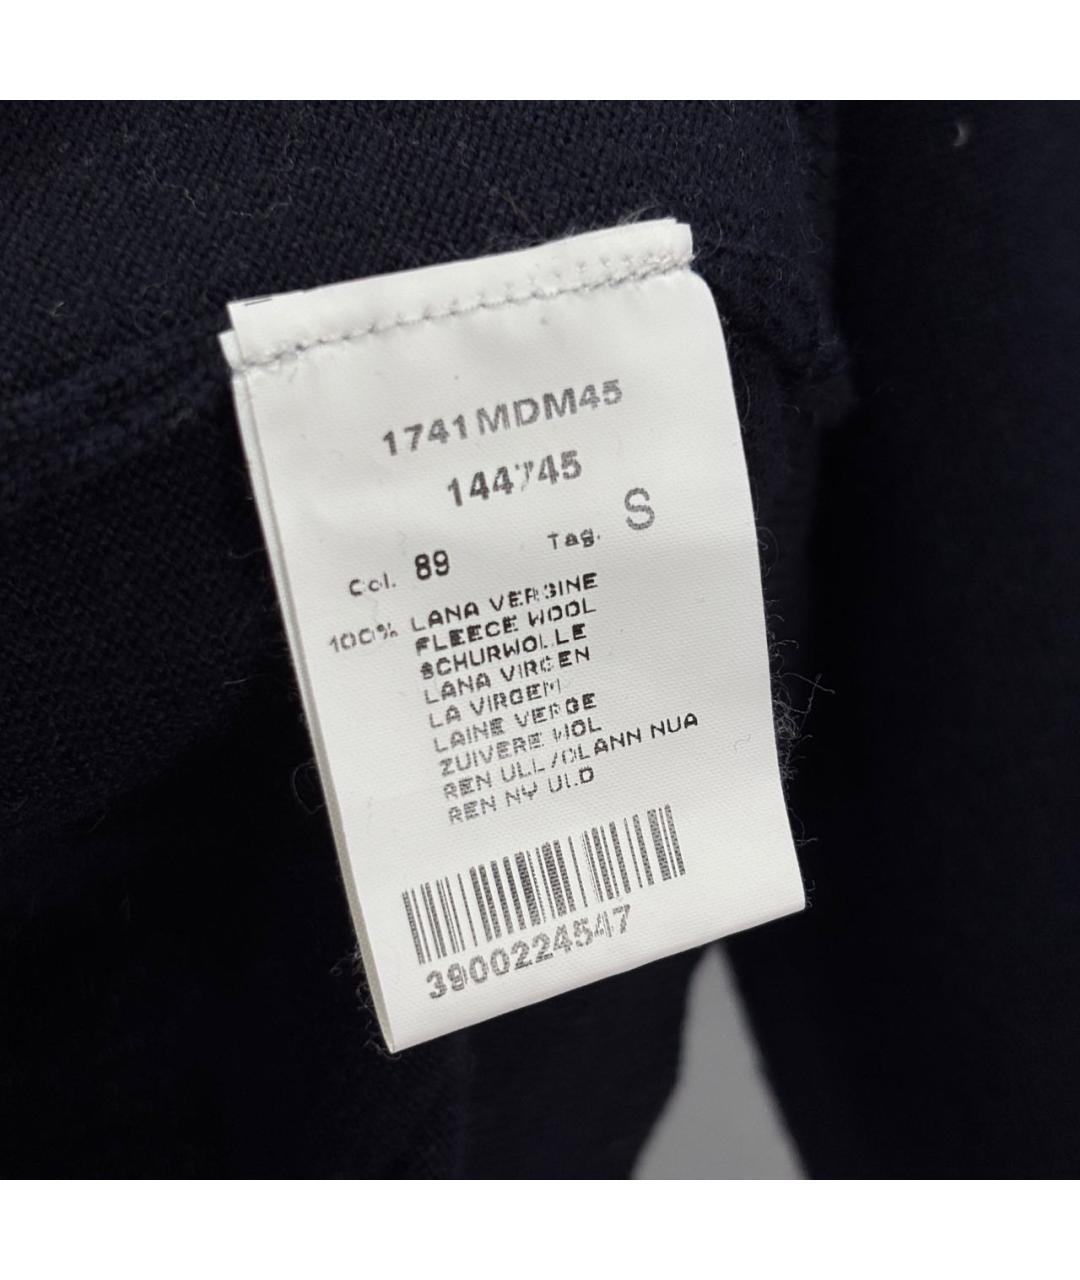 1741MDM45
144745
Col. 89 Tag. S
100% LANA VERGINE
FLEECE WOOL
SCHURWOLLE
LANA VIRGEN
LA VIRGEM
LAINE VERGE
ZUIVERE WOL
REN ULL/OLANN NUA
REN NY ULD
3900224547